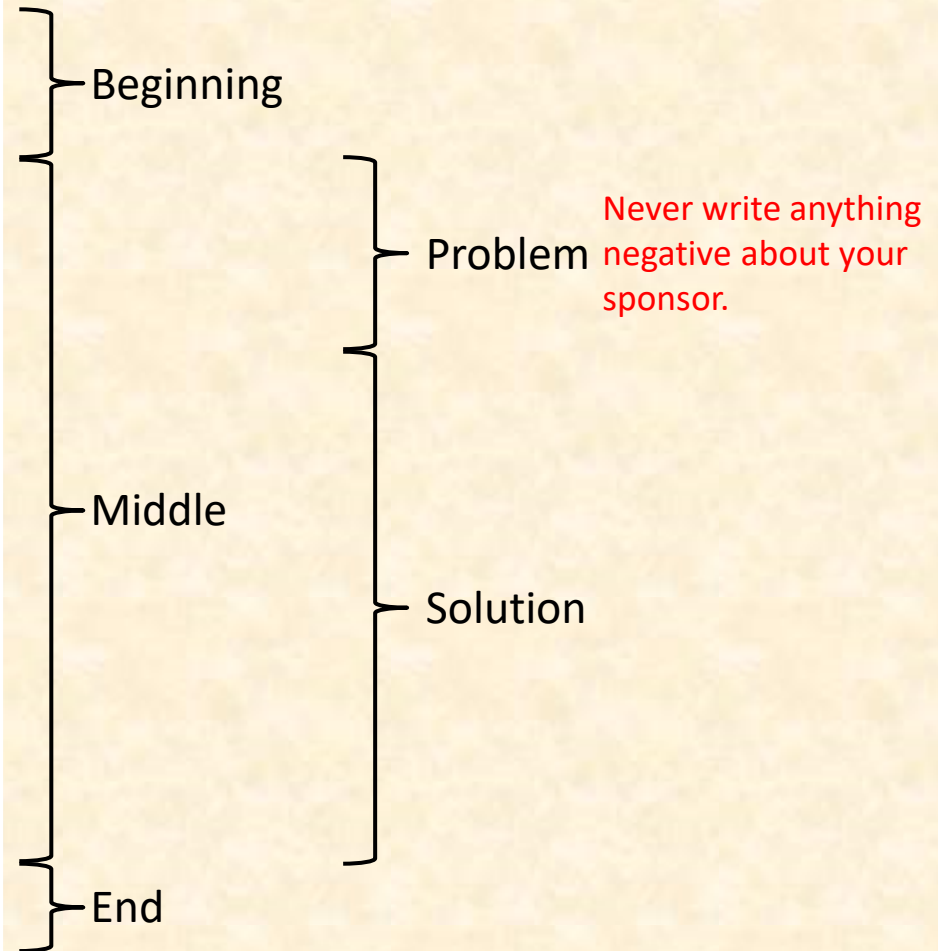 Beginning
Problem
Never write anything
negative about your
sponsor.
Middle
Solution
End